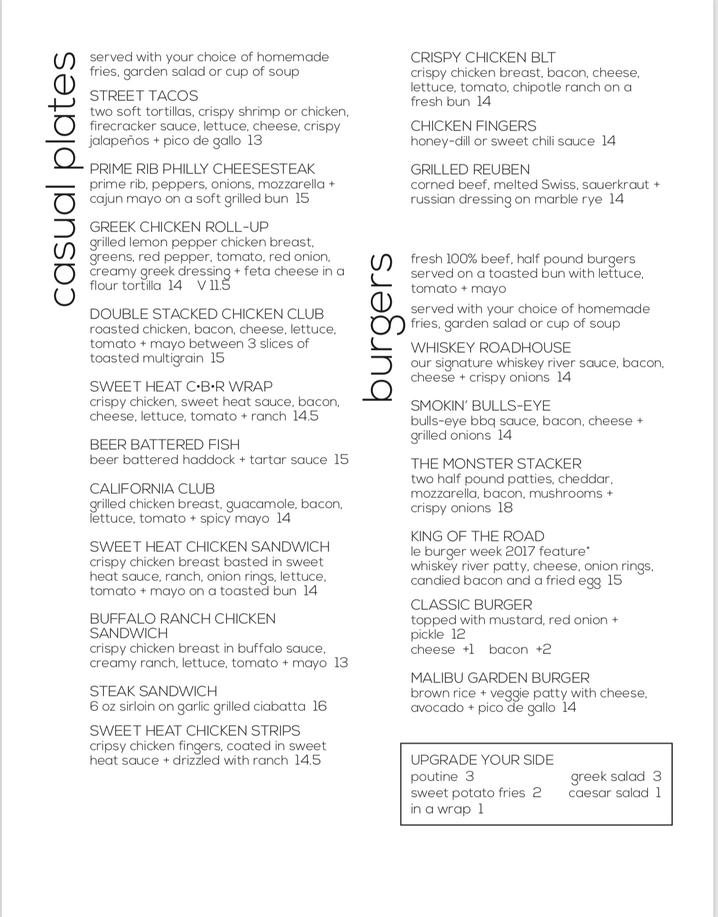 casual plates
served with your choice of homemade
fries, garden salad or cup of soup
STREET TACOS
two soft tortillas, crispy shrimp or chicken,
firecracker sauce, lettuce, cheese, crispy
jalapeños + pico de gallo 13
PRIME RIB PHILLY CHEESESTEAK
prime rib, peppers, onions, mozzarella +
cajun mayo on a soft grilled bun 15
GREEK CHICKEN ROLL-UP
grilled lemon pepper chicken breast,
greens, red pepper, tomato, red onion,
creamy greek dressing + feta cheese in a
flour tortilla 14 V 11.5
DOUBLE STACKED CHICKEN CLUB
roasted chicken, bacon, cheese, lettuce,
tomato + mayo between 3 slices of
toasted multigrain 15
SWEET HEAT C•B•R WRAP
crispy chicken, sweet heat sauce, bacon,
cheese, lettuce, tomato + ranch 14.5
BEER BATTERED FISH
beer battered haddock + tartar sauce 15
CALIFORNIA CLUB
grilled chicken breast, guacamole, bacon,
lettuce, tomato + spicy mayo 14
SWEET HEAT CHICKEN SANDWICH
crispy chicken breast basted in sweet
heat sauce, ranch, onion rings, lettuce,
tomato + mayo on a toasted bun 14
BUFFALO RANCH CHICKEN
SANDWICH
crispy chicken breast in buffalo sauce,
creamy ranch, lettuce, tomato + mayo 13
STEAK SANDWICH
6 oz sirloin on garlic grilled ciabatta 16
SWEET HEAT CHICKEN STRIPS
cripsy chicken fingers, coated in sweet
heat sauce + drizzled with ranch 14.5
CRISPY CHICKEN BLT
crispy chicken breast, bacon, cheese,
lettuce, tomato, chipotle ranch on a
fresh bun 14
CHICKEN FINGERS
honey-dill or sweet chili sauce 14
GRILLED REUBEN
corned beef, melted Swiss, sauerkraut +
russian dressing on marble rye 14
burgers
fresh 100% beef, half pound burgers
served on a toasted bun with lettuce,
tomato + mayo
served with your choice of homemade
fries, garden salad or cup of soup
WHISKEY ROADHOUSE
our signature whiskey river sauce, bacon,
cheese + crispy onions 14
SMOKIN' BULLS-EYE
bulls-eye bbq sauce, bacon, cheese +
grilled onions 14
THE MONSTER STACKER
two half pound patties, cheddar,
mozzarella, bacon, mushrooms +
crispy onions 18
KING OF THE ROAD
le burger week 2017 feature*
whiskey river patty, cheese, onion rings,
candied bacon and a fried egg 15
CLASSIC BURGER
topped with mustard, red onion +
pickle 12
cheese +1 bacon +2
MALIBU GARDEN BURGER
brown rice + veggie patty with cheese,
avocado + pico de gallo 14
UPGRADE YOUR SIDE
poutine 3 greek salad 3
sweet potato fries 2 caesar salad 1
in a wrap 1